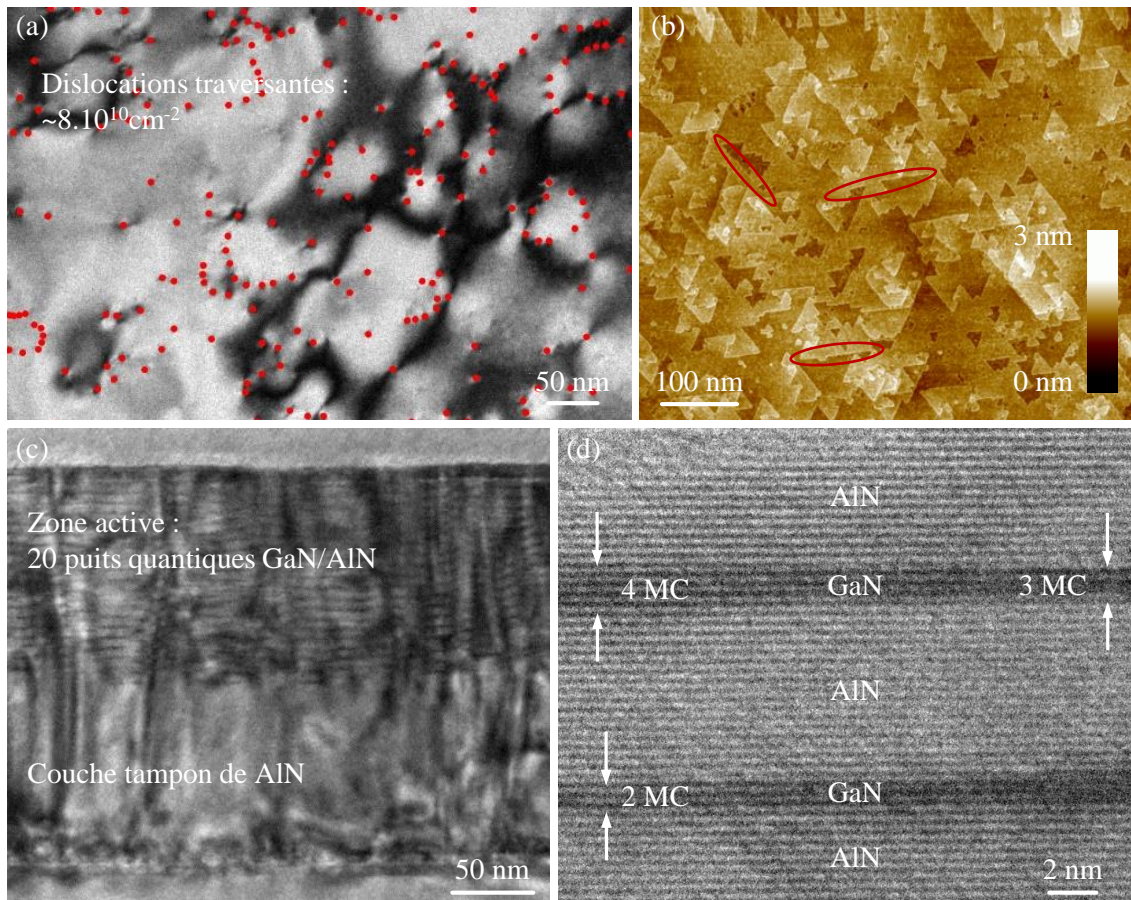 (a)
Dislocations traversantes :
~8.10¹⁰cm⁻²
50 nm
(b)
3 nm
0 nm
100 nm
(c)
Zone active :
20 puits quantiques GaN/AlN
Couche tampon de AlN
50 nm
(d)
AlN
4 MC GaN 3 MC
AlN
2 MC GaN
AlN
2 nm